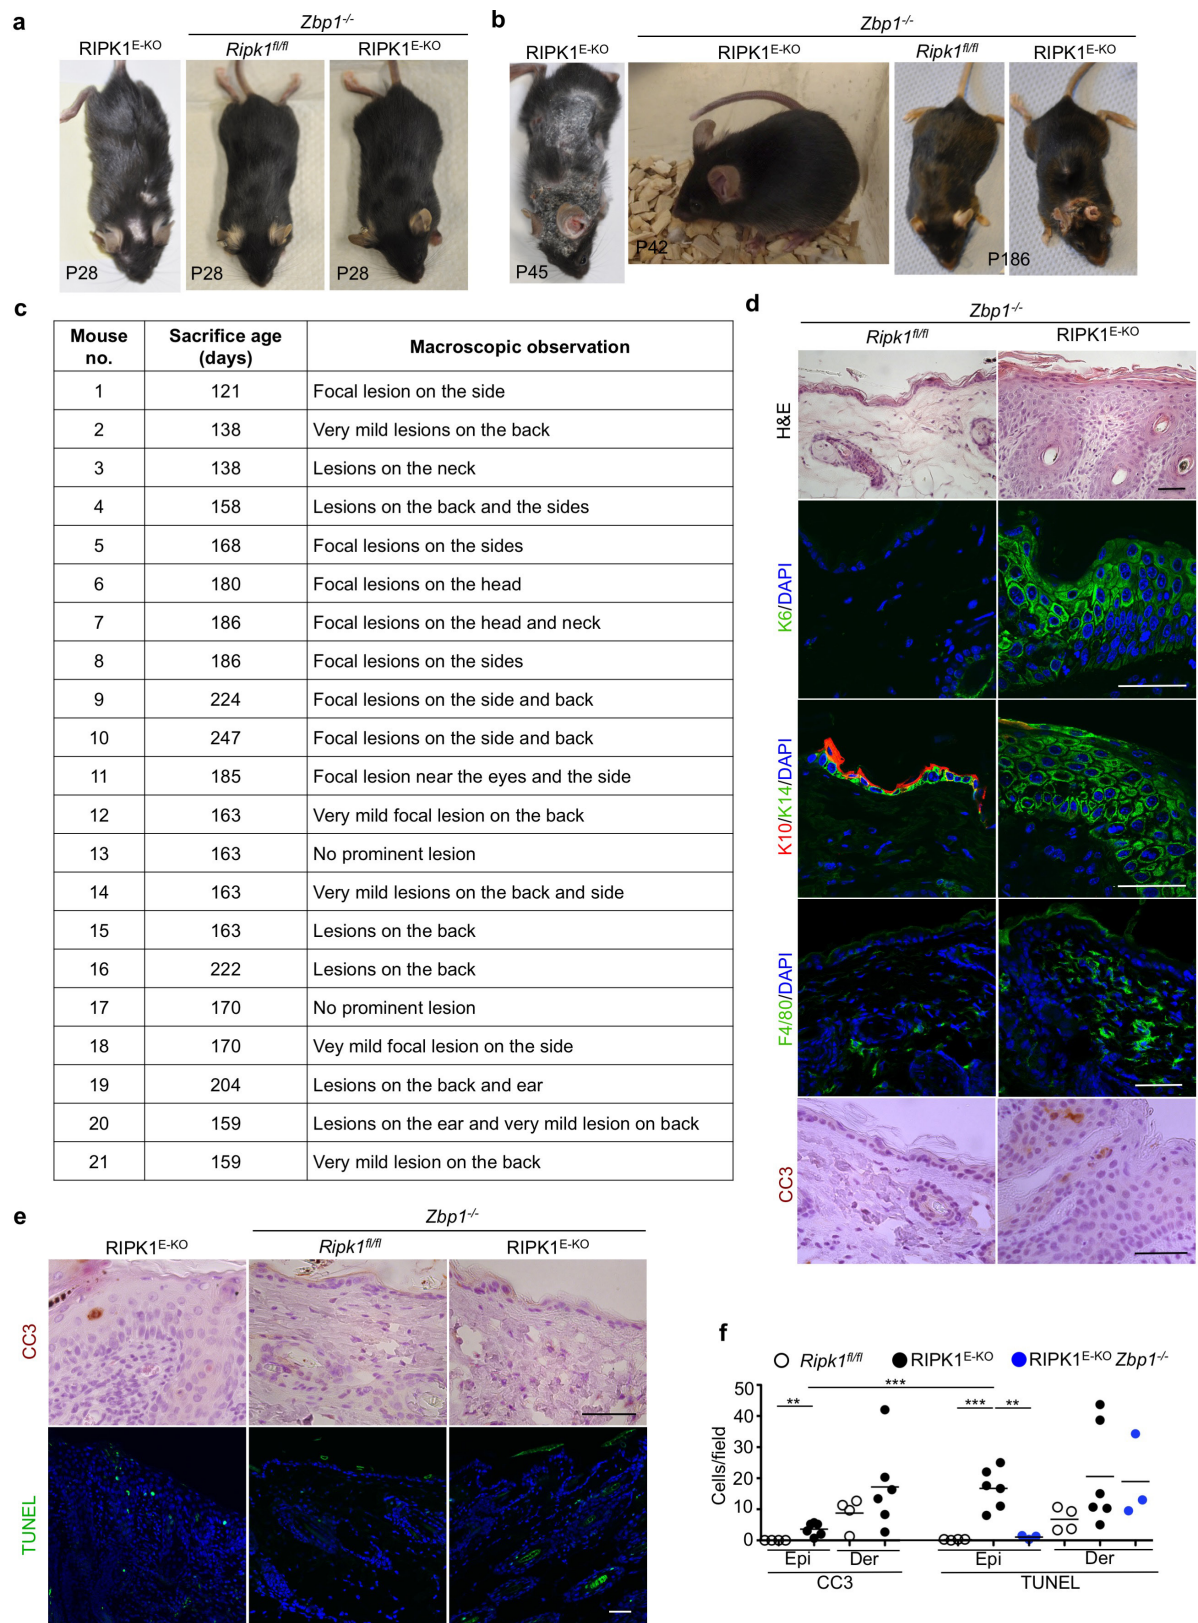 a
Zbp1-/-
RIPK1E-KO
Ripk1fl/fl
RIPK1E-KO
P28
P28
P28
b
Zbp1-/-
RIPK1E-KO
RIPK1E-KO
Ripk1fl/fl
RIPK1E-KO
P45
P42
P186
c
Mouse no. Sacrifice age (days) Macroscopic observation
1 121 Focal lesion on the side
2 138 Very mild lesions on the back
3 138 Lesions on the neck
4 158 Lesions on the back and the sides
5 168 Focal lesions on the sides
6 180 Focal lesions on the head
7 186 Focal lesions on the head and neck
8 186 Focal lesions on the sides
9 224 Focal lesions on the side and back
10 247 Focal lesions on the side and back
11 185 Focal lesion near the eyes and the side
12 163 Very mild focal lesion on the back
13 163 No prominent lesion
14 163 Very mild lesions on the back and side
15 163 Lesions on the back
16 222 Lesions on the back
17 170 No prominent lesion
18 170 Vey mild focal lesion on the side
19 204 Lesions on the back and ear
20 159 Lesions on the ear and very mild lesion on back
21 159 Very mild lesion on the back
d
Zbp1-/-
Ripk1fl/fl
RIPK1E-KO
H&E
K6/DAPI
K10/K14/DAPI
F4/80/DAPI
CC3
e
Zbp1-/-
RIPK1E-KO
Ripk1fl/fl
RIPK1E-KO
CC3
TUNEL
f
Ripk1fl/fl RIPK1E-KO RIPK1E-KO Zbp1-/-
***
** *** **
Cells/field
50
40
30
20
10
0
Epi Der Epi Der
CC3 TUNEL